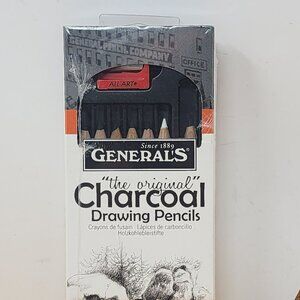 GENERAL PENCIL COMPANY
OFFICE
ALL ART
Since 1889
GENERAL'S
"the original"
Charcoal
Drawing Pencils
Crayons de fusain · Lápices de carboncillo
Holzkohlebleistifte